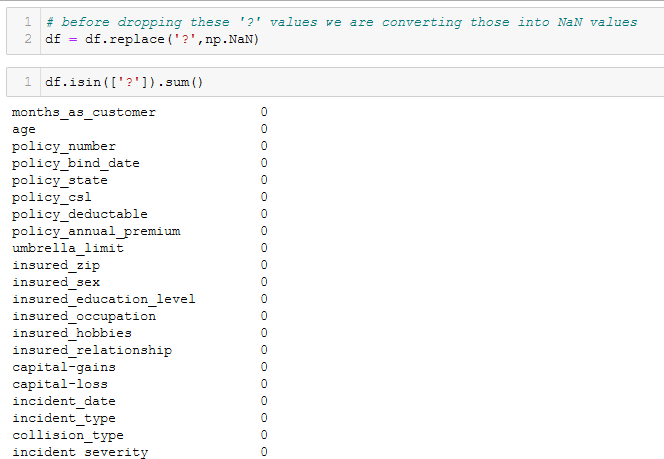 1 # before dropping these '?' values we are converting those into NaN values
2 df = df.replace('?',np.NaN)
1 df.isin(['?']).sum()
months_as_customer 0
age 0
policy_number 0
policy_bind_date 0
policy_state 0
policy_csl 0
policy_deductable 0
policy_annual_premium 0
umbrella_limit 0
insured_zip 0
insured_sex 0
insured_education_level 0
insured_occupation 0
insured_hobbies 0
insured_relationship 0
capital-gains 0
capital-loss 0
incident_date 0
incident_type 0
collision_type 0
incident_severity 0